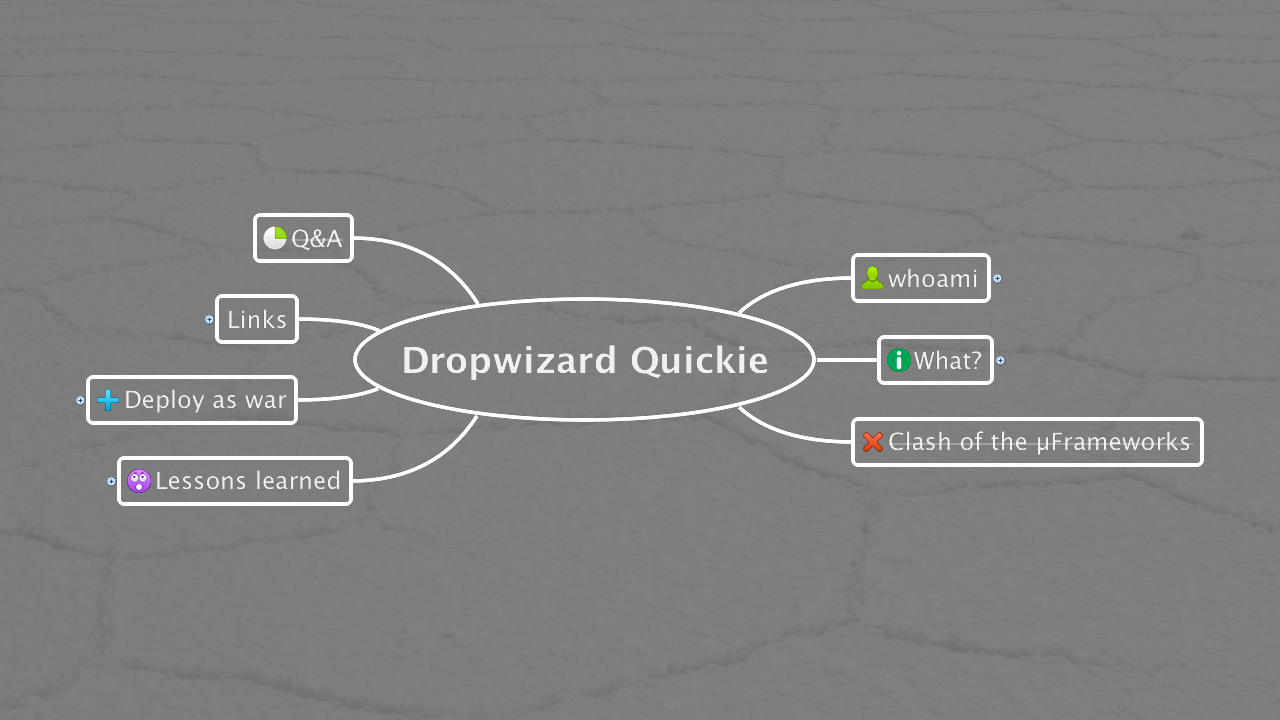 Q&A
whoami
Links
Dropwizard Quickie
What?
Deploy as war
Clash of the µFrameworks
Lessons learned